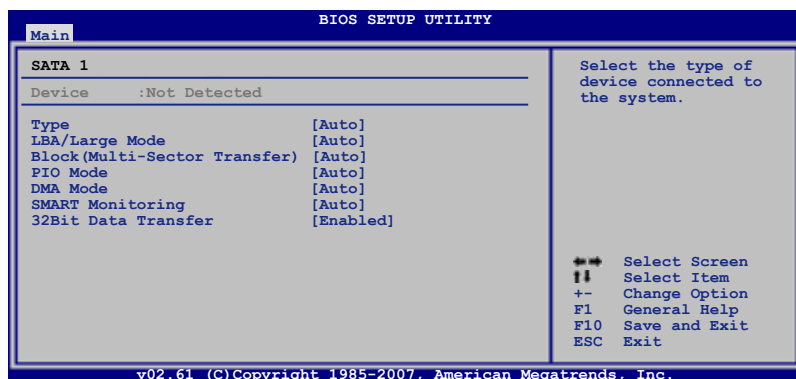 BIOS SETUP UTILITY
Main
SATA 1
Device :Not Detected
Type [Auto]
LBA/Large Mode [Auto]
Block(Multi-Sector Transfer) [Auto]
PIO Mode [Auto]
DMA Mode [Auto]
SMART Monitoring [Auto]
32Bit Data Transfer [Enabled]
Select the type of
device connected to
the system.
Select Screen
Select Item
+- Change Option
F1 General Help
F10 Save and Exit
ESC Exit
v02.61 (C)Copyright 1985-2007, American Megatrends, Inc.